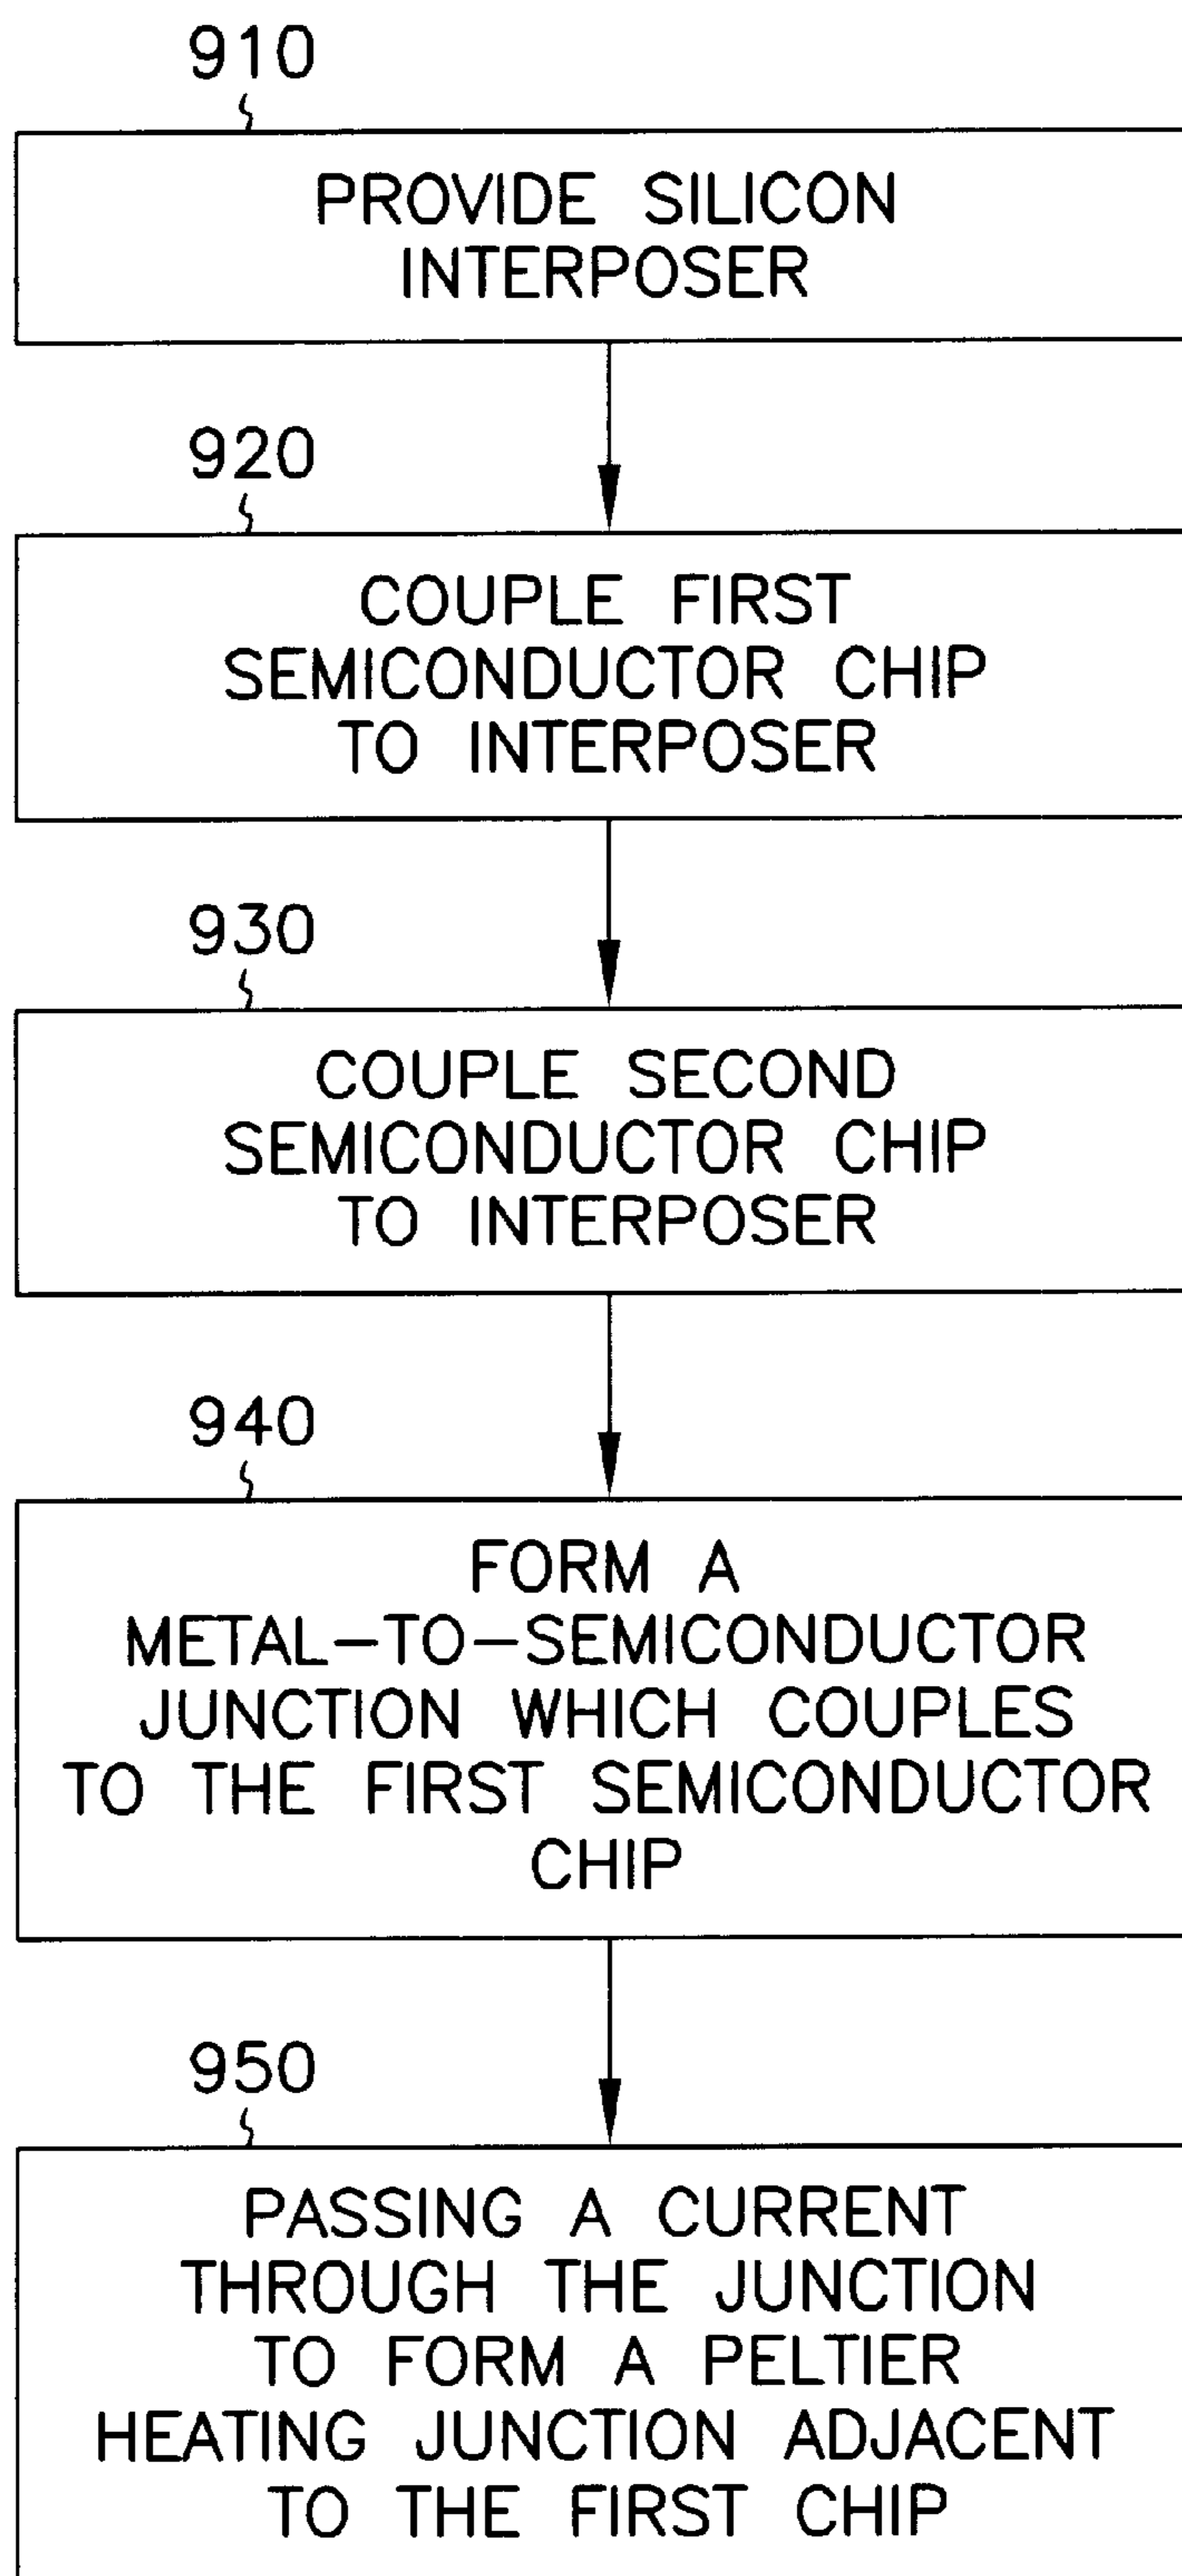 910
PROVIDE SILICON
INTERPOSER
920
COUPLE FIRST
SEMICONDUCTOR CHIP
TO INTERPOSER
930
COUPLE SECOND
SEMICONDUCTOR CHIP
TO INTERPOSER
940
FORM A
METAL-TO-SEMICONDUCTOR
JUNCTION WHICH COUPLES
TO THE FIRST SEMICONDUCTOR
CHIP
950
PASSING A CURRENT
THROUGH THE JUNCTION
TO FORM A PELTIER
HEATING JUNCTION ADJACENT
TO THE FIRST CHIP